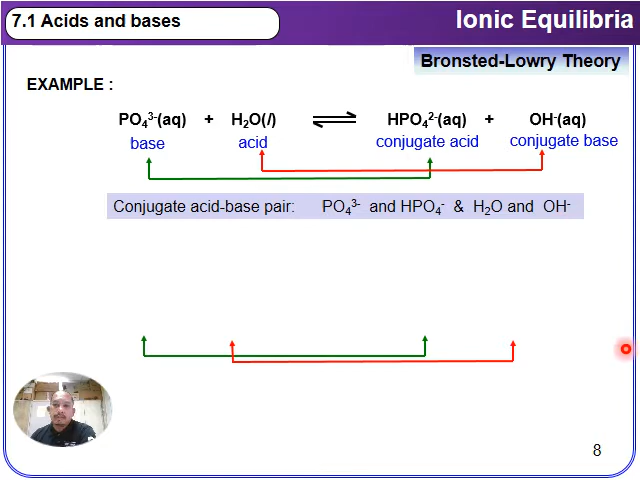 7.1 Acids and bases
Ionic Equilibria
Bronsted-Lowry Theory
EXAMPLE :
PO₄³⁻(aq) + H₂O(l) ⇌ HPO₄²⁻(aq) + OH⁻(aq)
base acid conjugate acid conjugate base
Conjugate acid-base pair: PO₄³⁻ and HPO₄⁻ & H₂O and OH⁻
8